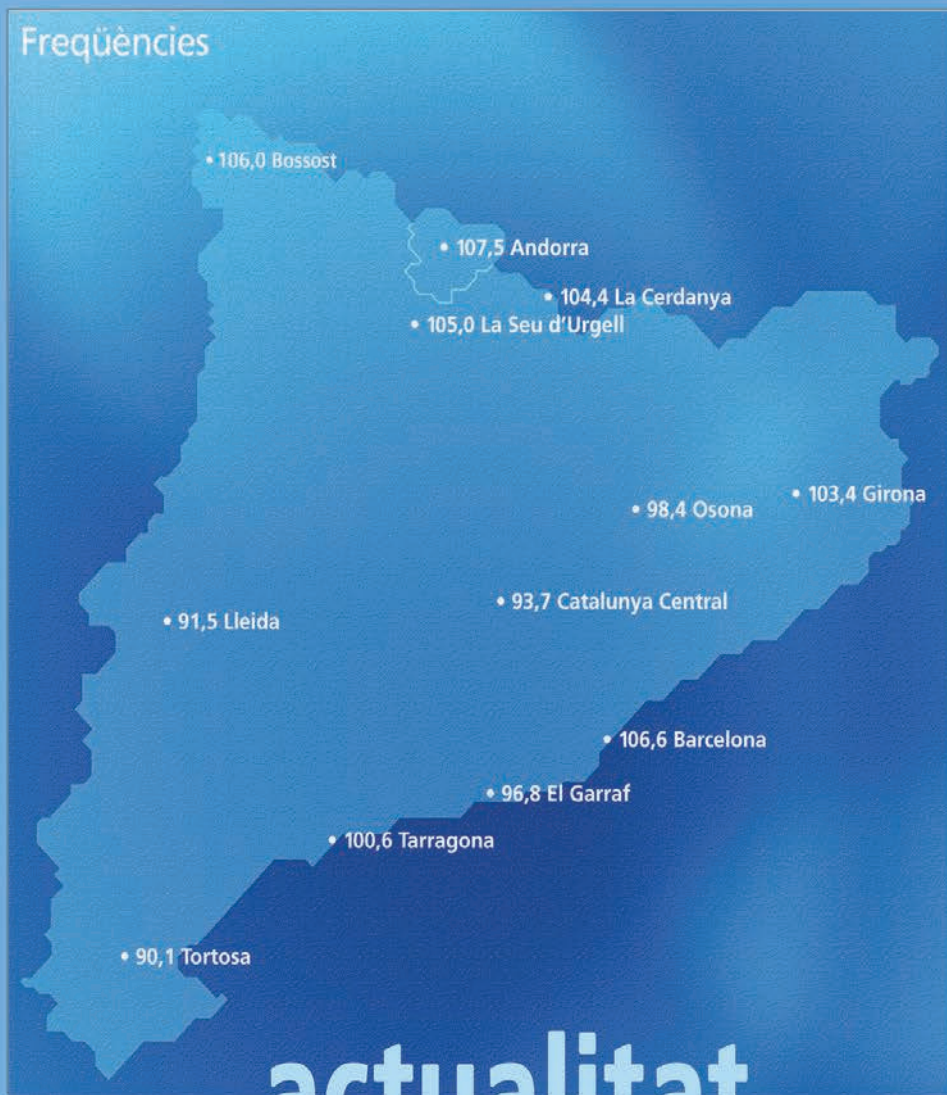 Freqüències
• 106,0 Bossost
• 107,5 Andorra
• 104,4 La Cerdanya
• 105,0 La Seu d'Urgell
• 103,4 Girona
• 98,4 Osona
• 93,7 Catalunya Central
• 91,5 Lleida
• 106,6 Barcelona
• 96,8 El Garraf
• 100,6 Tarragona
• 90,1 Tortosa
actualitat